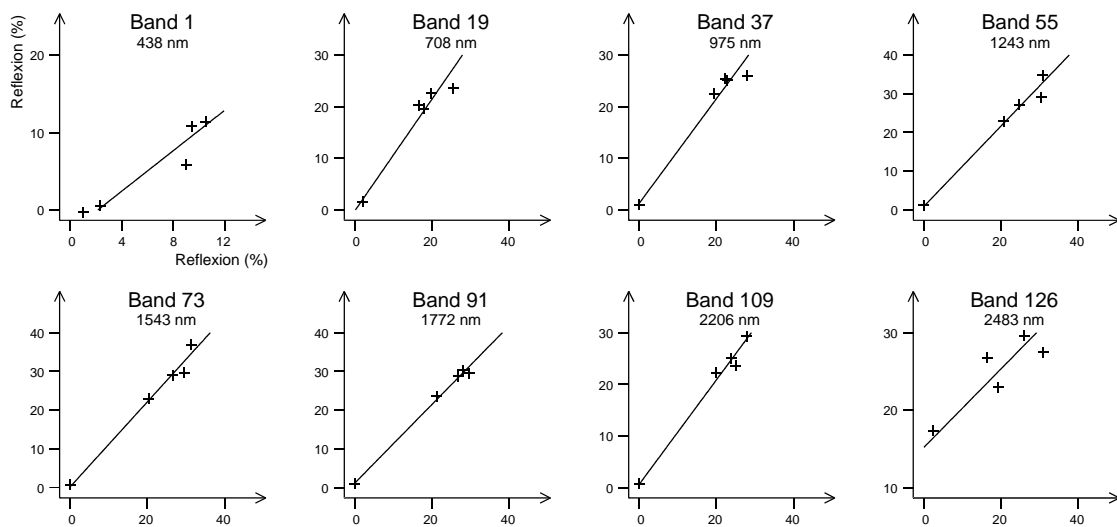 Reflexion (%)
Band 1
438 nm
20
10
0
0 4 8 12
Reflexion (%)
Band 19
708 nm
30
20
10
0
0 20 40
Band 37
975 nm
30
20
10
0
0 20 40
Band 55
1243 nm
40
30
20
10
0
0 20 40
Band 73
1543 nm
40
30
20
10
0
0 20 40
Band 91
1772 nm
40
30
20
10
0
0 20 40
Band 109
2206 nm
30
20
10
0
0 20 40
Band 126
2483 nm
30
20
10
0 20 40